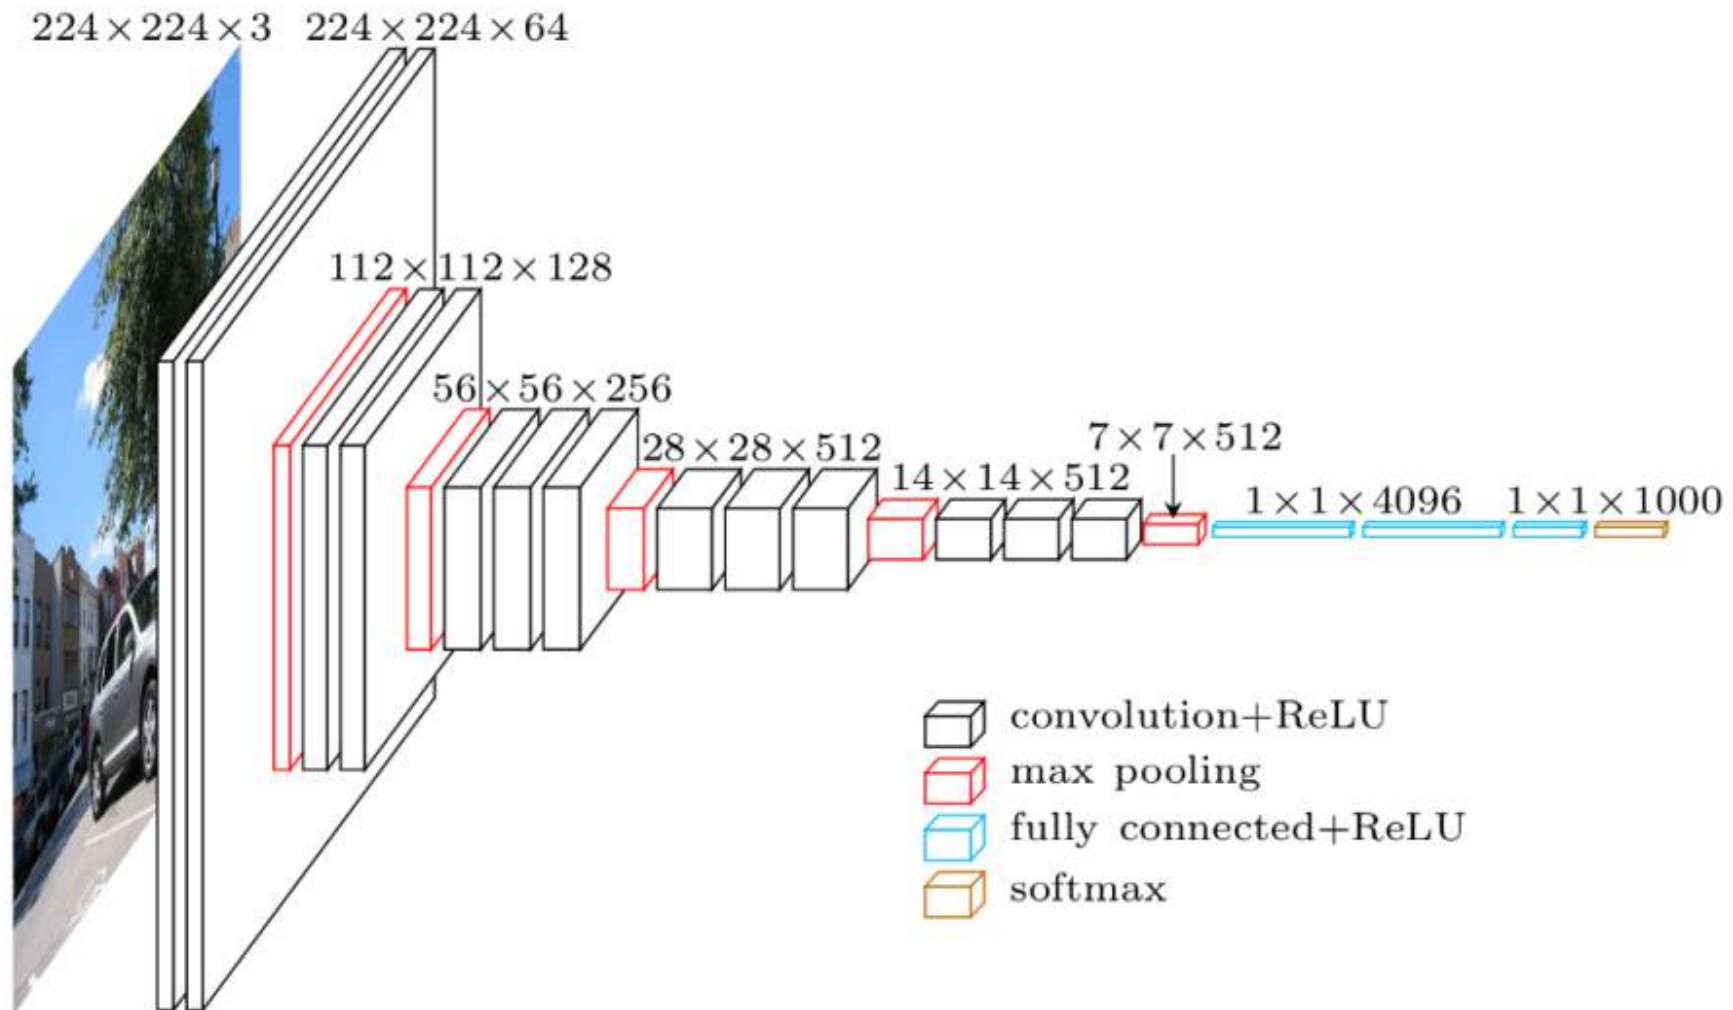 224×224×3
224×224×64
112×112×128
56×56×256
28×28×512
14×14×512
7×7×512
1×1×4096
1×1×1000
convolution+ReLU
max pooling
fully connected+ReLU
softmax